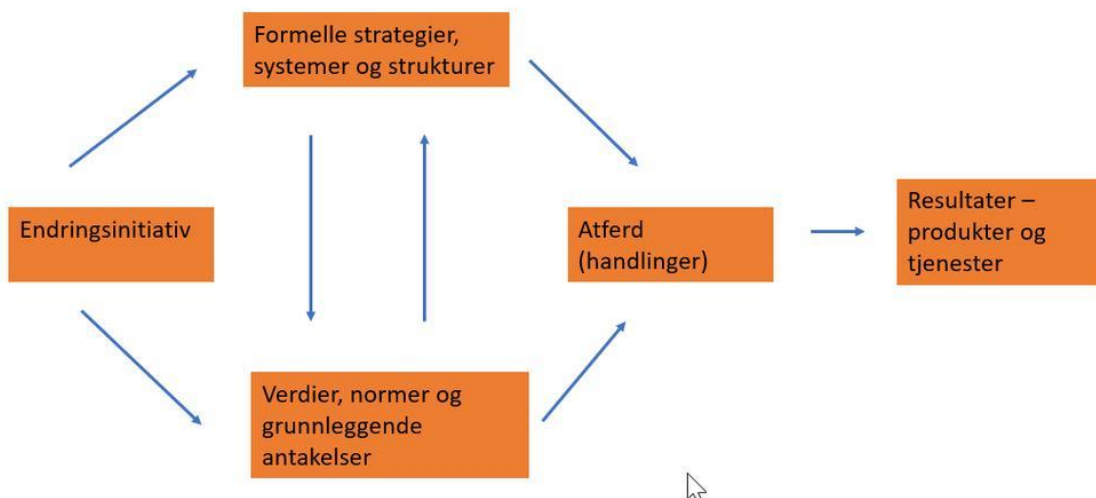 Formelle strategier,
systemer og strukturer
Endringsinitiativ
Atferd
(handlinger)
Resultater –
produkter og
tjenester
Verdier, normer og
grunnleggende
antakelser